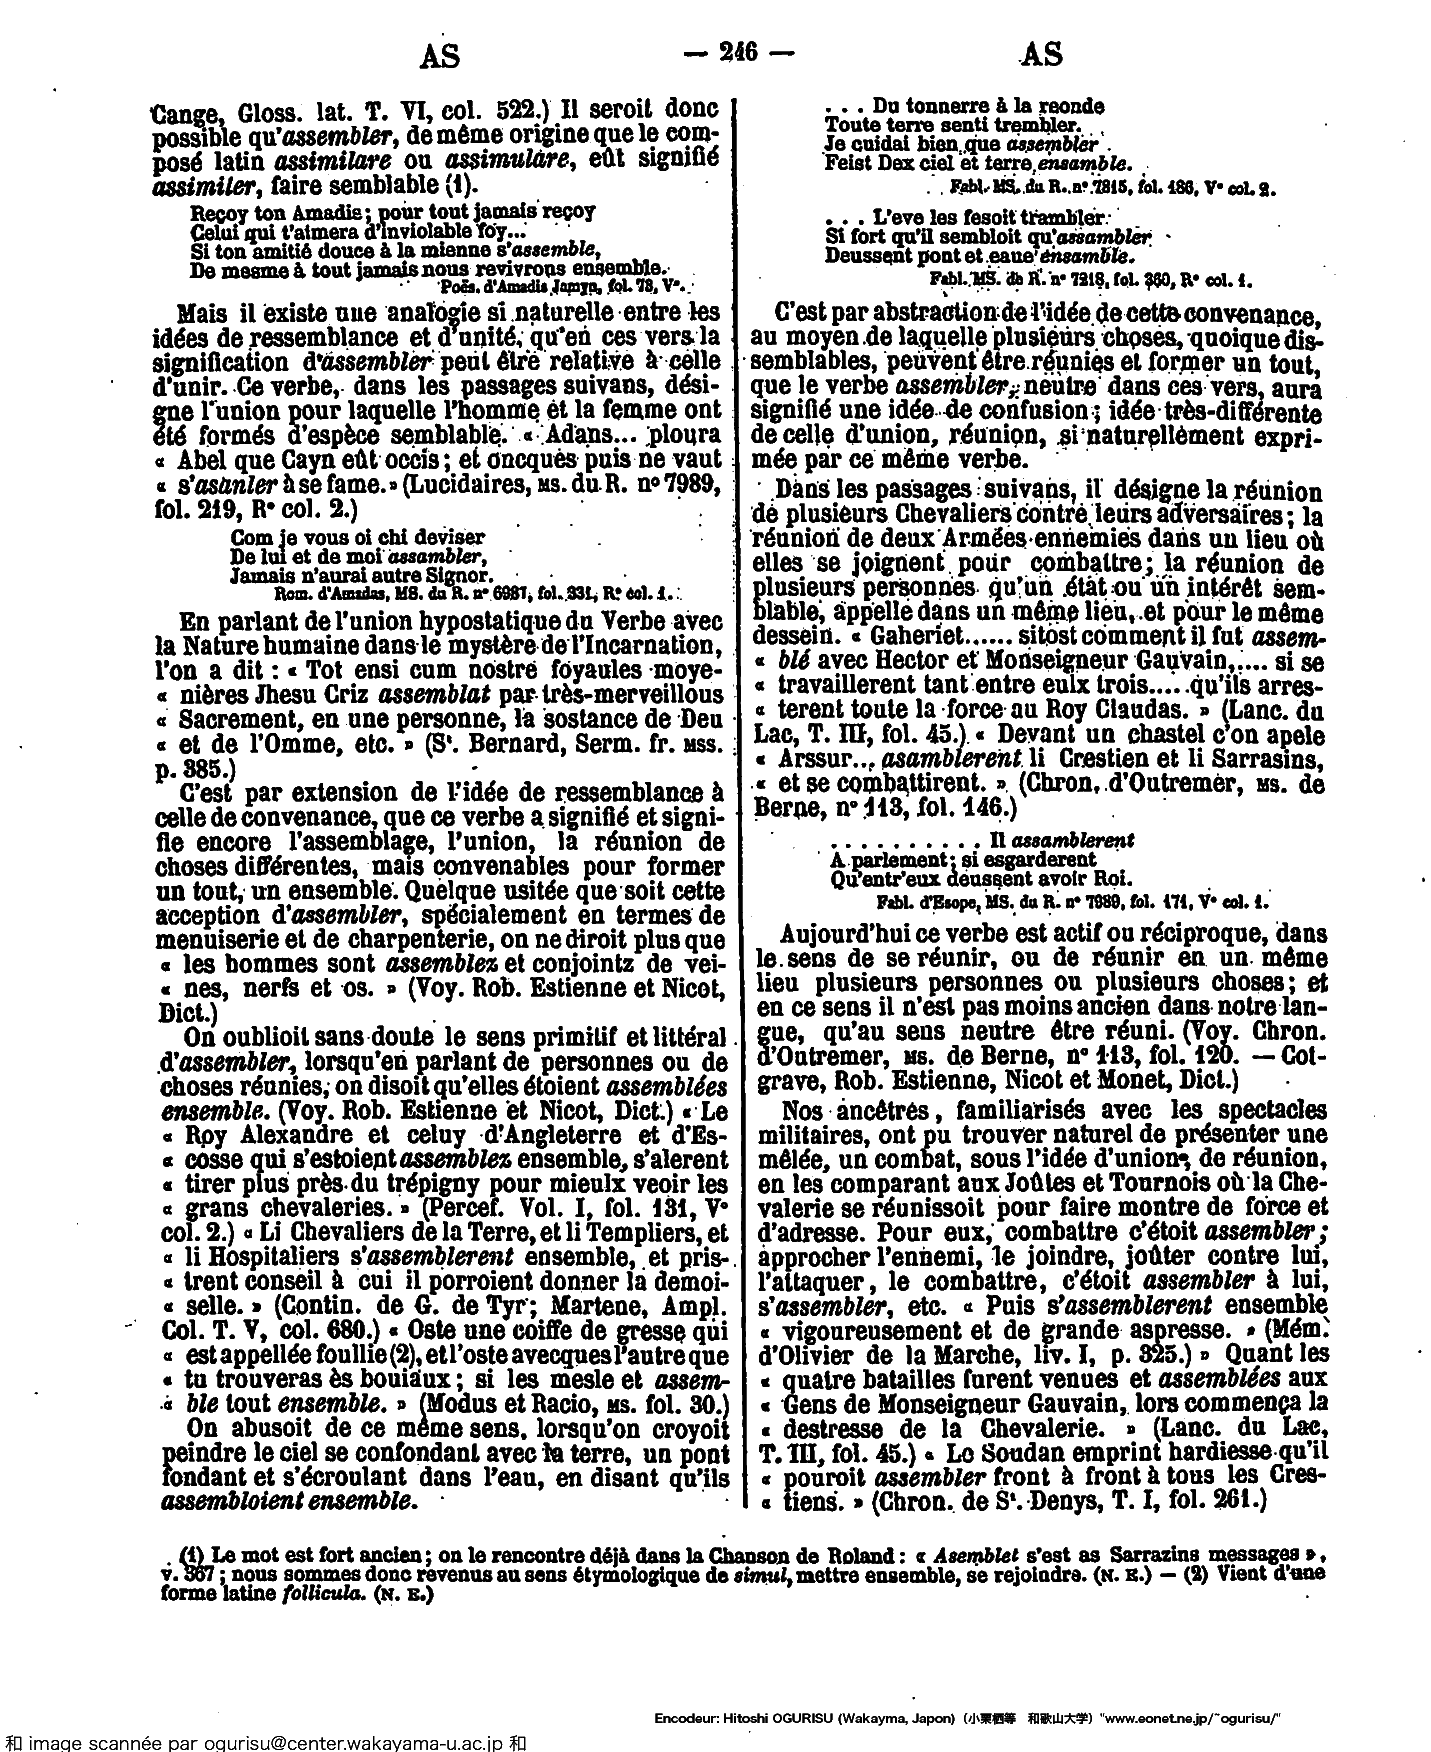 AS — 246 — AS
Cange, Gloss. lat. T. VI, col. 522.) Il seroit donc
possible qu'assembler, de même origine que le com-
posé latin assimilare ou assimulare, eût signifié
assimiler, faire semblable (1).
Reçoy ton Amadis; pour tout jamais reçoy
Celui qui t'aimera d'inviolable foy...
Si ton amitié douce à la mienne s'assemble,
De mesme à tout jamais nous revivrons ensemble.
Poës. d'Amadis Jamyn, fol. 78, V°.
Mais il existe une analogie si naturelle entre les
idées de ressemblance et d'unité, qu'en ces vers la
signification d'assembler peut être relative à celle
d'unir. Ce verbe, dans les passages suivans, dési-
gne l'union pour laquelle l'homme et la femme ont
été formés d'espèce semblable. « Adans... ploura
« Abel que Cayn eût occis; et oncques puis ne vaut
« s'asanler à se fame. » (Lucidaires, MS. du R. n° 7989,
fol. 219, R° col. 2.)
Com je vous oi chi deviser
De lui et de moi assambler,
Jamais n'aurai autre Signor.
Rom. d'Amadas, MS. du R. n° 6987, fol. 331, R° col. 1.
En parlant de l'union hypostatique du Verbe avec
la Nature humaine dans le mystère de l'Incarnation,
l'on a dit : « Tot ensi cum nostre foyaules moye-
« nières Jhesu Criz assemblat par très-merveillous
« Sacrement, en une personne, la sostance de Deu
« et de l'Omme, etc. » (St. Bernard, Serm. fr. MSS.
p. 385.)
C'est par extension de l'idée de ressemblance à
celle de convenance, que ce verbe a signifié et signi-
fie encore l'assemblage, l'union, la réunion de
choses différentes, mais convenables pour former
un tout, un ensemble. Quelque usitée que soit cette
acception d'assembler, spécialement en termes de
menuiserie et de charpenterie, on ne diroit plus que
« les hommes sont assemblez et conjointz de vei-
« nes, nerfs et os. » (Voy. Rob. Estienne et Nicot,
Dict.)
On oublioit sans doute le sens primitif et littéral
d'assembler, lorsqu'en parlant de personnes ou de
choses réunies, on disoit qu'elles étoient assemblées
ensemble. (Voy. Rob. Estienne et Nicot, Dict.) « Le
« Roy Alexandre et celuy d'Angleterre et d'Es-
« cosse qui s'estoient assemblez ensemble, s'alerent
« tirer plus près du trépigny pour mieulx veoir les
« grans chevaleries. » (Percef. Vol. I, fol. 131, V°
col. 2.) « Li Chevaliers de la Terre, et li Templiers, et
« li Hospitaliers s'assemblerent ensemble, et pris-
« trent conseil à cui il porroient donner la demoi-
« selle. » (Contin. de G. de Tyr; Martene, Ampl.
Col. T. V, col. 680.) « Oste une coiffe de gresse qui
« est appellée foullie (2), et l'oste avecques l'autre que
« tu trouveras ès bouiaux; si les mesle et assem-
« ble tout ensemble. » (Modus et Racio, MS. fol. 30.)
On abusoit de ce même sens, lorsqu'on croyoit
peindre le ciel se confondant avec la terre, un pont
fondant et s'écroulant dans l'eau, en disant qu'ils
assembloient ensemble.
. . . Du tonnerre à la reonde
Toute terre senti trembler.
Je cuidai bien que assembler
Feist Dex ciel et terre ensamble.
Fabl. MS. du R. n° 7815, fol. 186, V° col. 2.
. . . L'eve les fesoit trambler.
Si fort qu'il sembloit qu'assambler
Deussent pont et eaue ensamble.
Fabl. MS. du R. n° 7218, fol. 360, R° col. 1.
C'est par abstraction de l'idée de cette convenance,
au moyen de laquelle plusieurs choses, quoique dis-
semblables, peuvent être réunies et former un tout,
que le verbe assembler, neutre dans ces vers, aura
signifié une idée de confusion; idée très-différente
de celle d'union, réunion, si naturellement expri-
mée par ce même verbe.
Dans les passages suivans, il désigne la réunion
de plusieurs Chevaliers contre leurs adversaires; la
réunion de deux Armées ennemies dans un lieu où
elles se joignent pour combattre; la réunion de
plusieurs personnes qu'un état ou un intérêt sem-
blable, appelle dans un même lieu, et pour le même
dessein. « Gaheriet...... sitost comment il fut assem-
« blé avec Hector et Monseigneur Gauvain,.... si se
« travaillerent tant entre eulx trois..... qu'ils arres-
« terent toute la force au Roy Claudas. » (Lanc. du
Lac, T. III, fol. 45.) « Devant un chastel c'on apele
« Arssur... asamblerent li Crestien et li Sarrasins,
« et se combattirent. » (Chron. d'Outremer, MS. de
Berne, n° 113, fol. 146.)
. . . . . . . . . . Il assamblerent
A parlement; si esgarderent
Qu'entr'eux deussent avoir Roi.
Fabl. d'Esope, MS. du R. n° 7989, fol. 171, V° col. 1.
Aujourd'hui ce verbe est actif ou réciproque, dans
le sens de se réunir, ou de réunir en un même
lieu plusieurs personnes ou plusieurs choses; et
en ce sens il n'est pas moins ancien dans notre lan-
gue, qu'au sens neutre être réuni. (Voy. Chron.
d'Outremer, MS. de Berne, n° 113, fol. 120. — Cot-
grave, Rob. Estienne, Nicot et Monet, Dict.)
Nos ancêtres, familiarisés avec les spectacles
militaires, ont pu trouver naturel de présenter une
mêlée, un combat, sous l'idée d'union, de réunion,
en les comparant aux Joûtes et Tournois où la Che-
valerie se réunissoit pour faire montre de force et
d'adresse. Pour eux, combattre c'étoit assembler;
approcher l'ennemi, le joindre, joûter contre lui,
l'attaquer, le combattre, c'étoit assembler à lui,
s'assembler, etc. « Puis s'assemblerent ensemble
« vigoureusement et de grande aspresse. » (Mém.
d'Olivier de la Marche, liv. I, p. 325.) » Quant les
« quatre batailles furent venues et assemblées aux
« Gens de Monseigneur Gauvain, lors commença la
« destresse de la Chevalerie. » (Lanc. du Lac,
T. III, fol. 45.) « Le Soudan emprint hardiesse qu'il
« pouroit assembler front à front à tous les Cres-
« tiens. » (Chron. de St. Denys, T. I, fol. 261.)
(1) Le mot est fort ancien; on le rencontre déjà dans la Chanson de Roland : « Asemblet s'est as Sarrazins messages »,
v. 367; nous sommes donc revenus au sens étymologique de simul, mettre ensemble, se rejoindre. (N. E.) — (2) Vient d'une
forme latine follicula. (N. E.)
Encodeur: Hitoshi OGURISU (Wakayma, Japon) (小栗栖等 和歌山大学) "www.eonet.ne.jp/~ogurisu/"
和 image scannée par ogurisu@center.wakayama-u.ac.jp 和